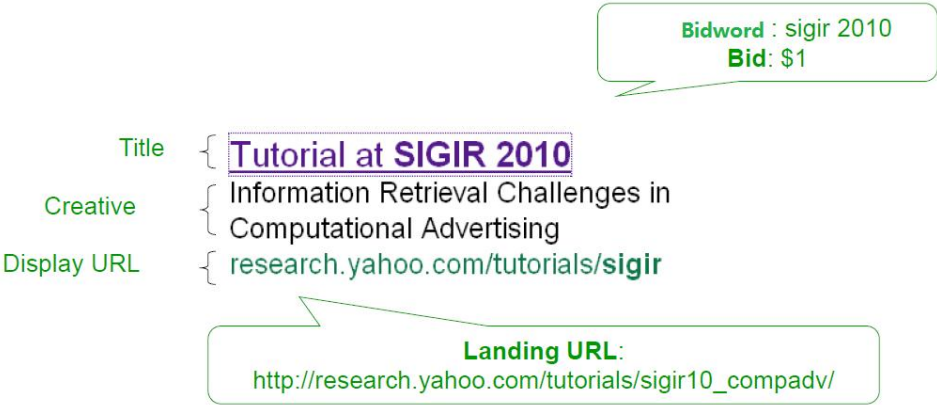 Bidword : sigir 2010
Bid: $1
Title
Tutorial at SIGIR 2010
Creative
Information Retrieval Challenges in
Computational Advertising
Display URL
research.yahoo.com/tutorials/sigir
Landing URL:
http://research.yahoo.com/tutorials/sigir10_compadv/